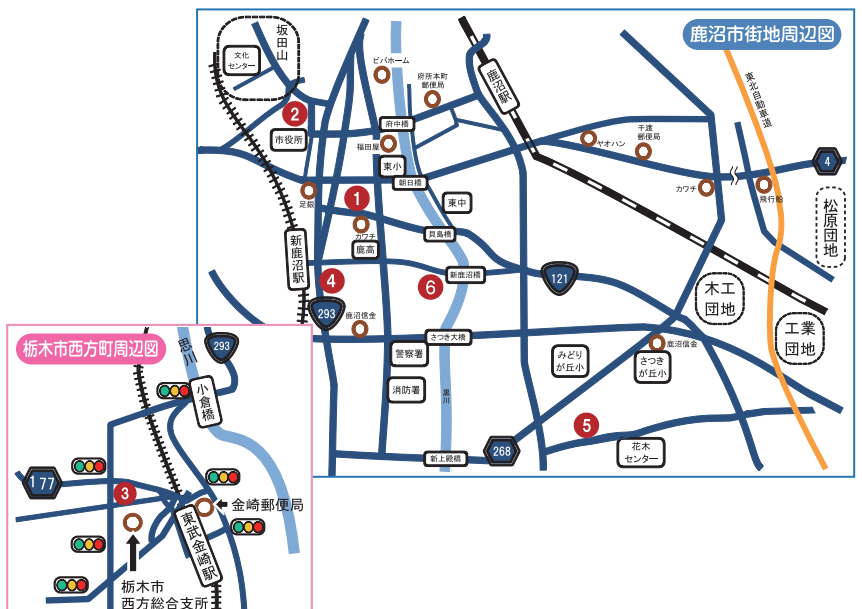 鹿沼市街地周辺図
坂田山
文化
センター
ビバホーム
府所本町
郵便局
鹿沼駅
東北自動車道
2
市役所
府中橋
福田屋
ヤオハン
千渡
郵便局
4
東小
朝日橋
足銀
1
東中
カワチ
飛行船
松原団地
カワチ
鹿高
貝島橋
新鹿沼駅
4
6
新鹿沼橋
121
木工
団地
293
鹿沼信金
さつき大橋
鹿沼信金
工業
団地
警察署
みどり
が丘小
さつき
が丘小
消防署
黒川
5
新上殿橋
268
花木
センター
栃木市西方町周辺図
思川
293
小倉橋
177
3
金崎郵便局
東武金崎駅
栃木市
西方総合支所